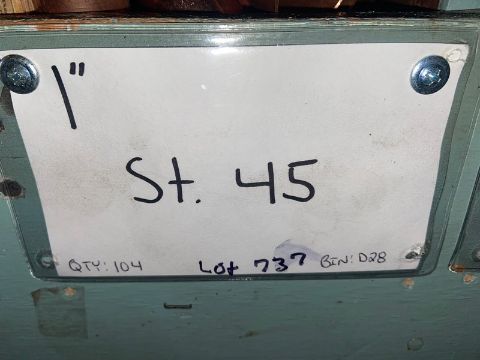 1"
St. 45
QTY: 104 Lot 737 BIN: D28